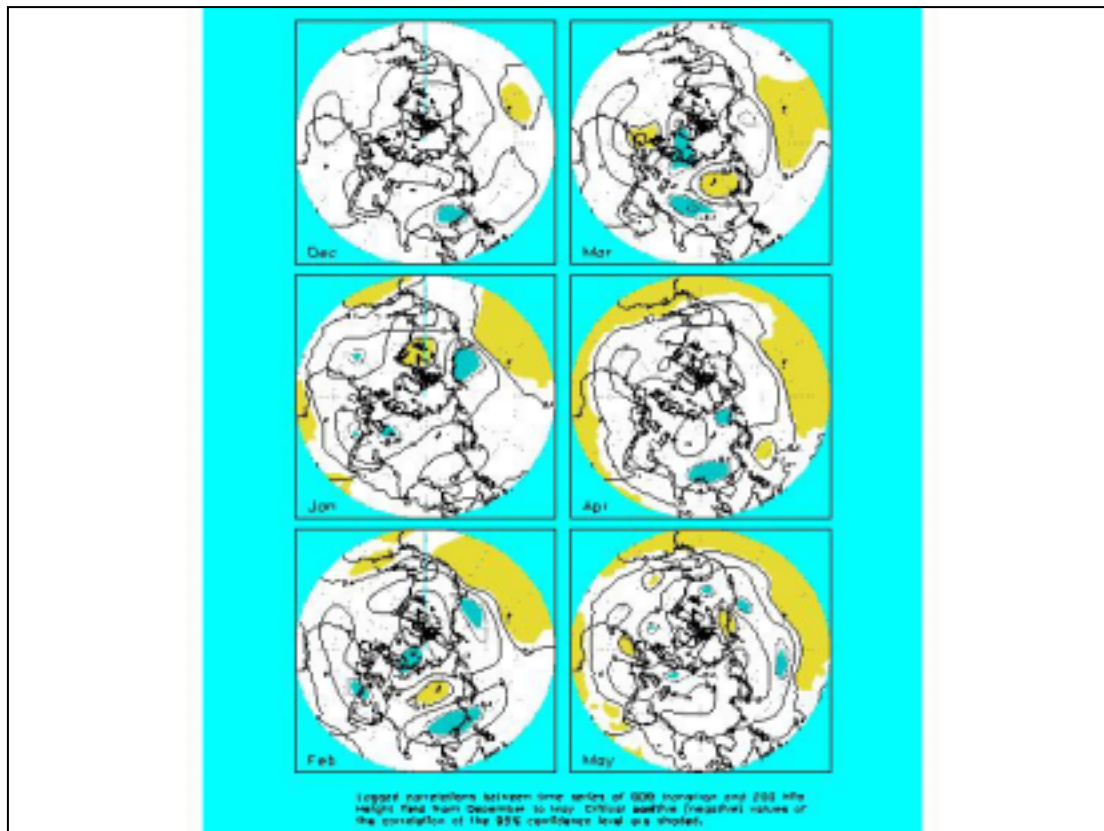 Dec
Mar
Jan
Apr
Feb
May
Lagged correlations between time series of transition and 200 hPa
Height field from December to May. Critical positive (negative) values of
the correlation at the 95% confidence level are shaded.